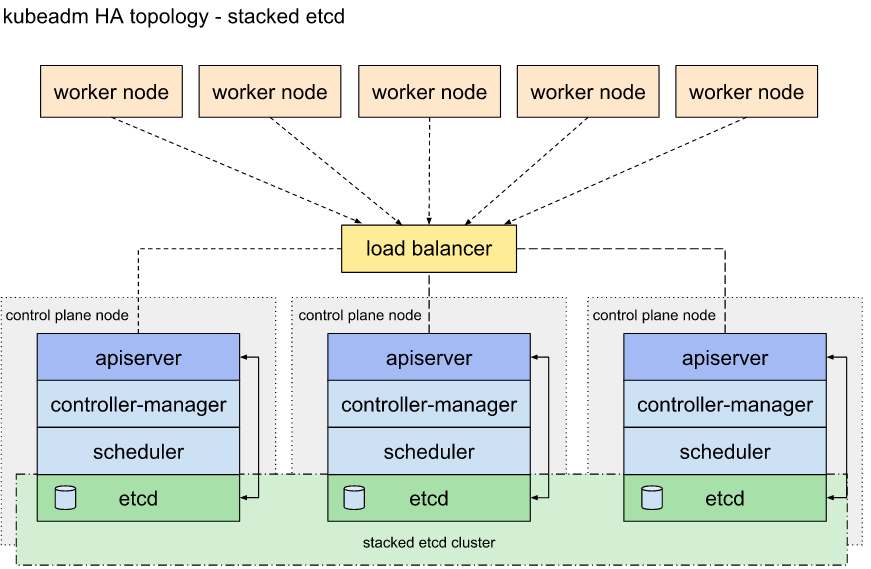 kubeadm HA topology - stacked etcd
worker node
worker node
worker node
worker node
worker node
load balancer
control plane node
control plane node
control plane node
apiserver
apiserver
apiserver
controller-manager
controller-manager
controller-manager
scheduler
scheduler
scheduler
etcd
etcd
etcd
stacked etcd cluster